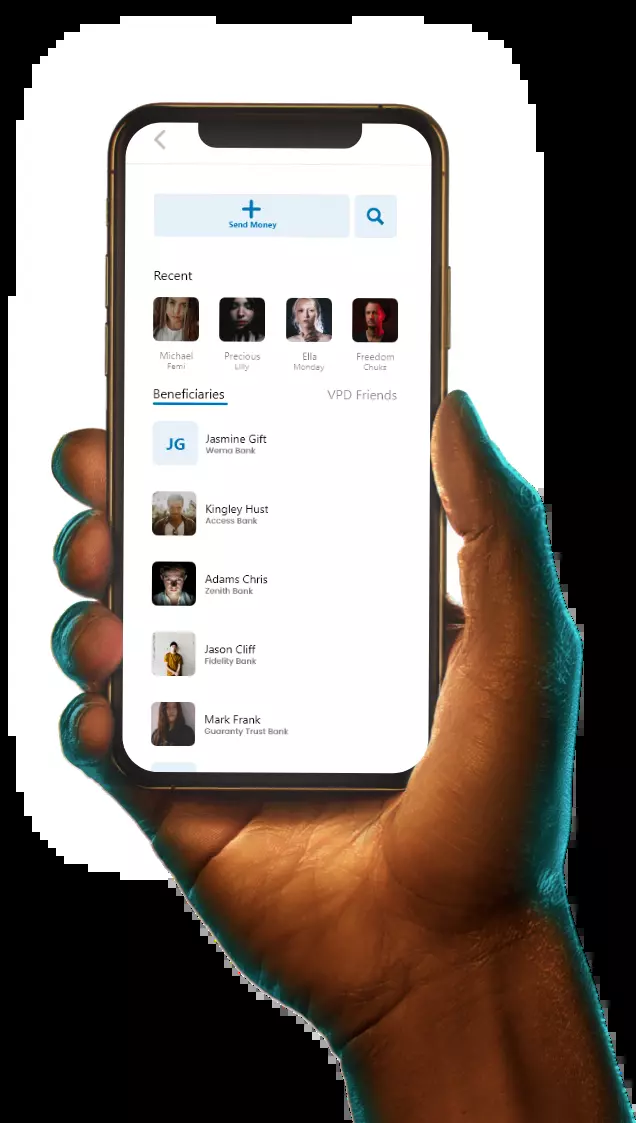 Send Money
Recent
Michael
Femi
Precious
Lilly
Ella
Monday
Freedom
Chuks
Beneficiaries
VPD Friends
JG
Jasmine Gift
Wema Bank
Kingley Hust
Access Bank
Adams Chris
Zenith Bank
Jason Cliff
Fidelity Bank
Mark Frank
Guaranty Trust Bank